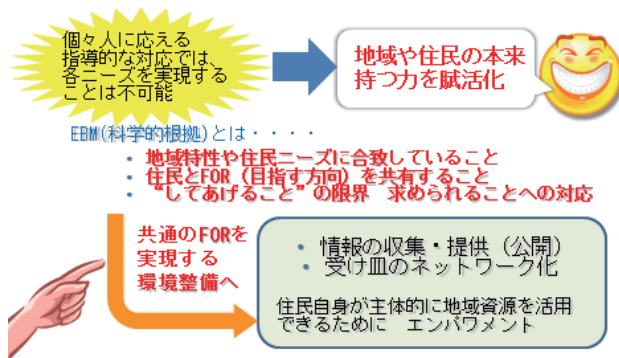 個々人に応える
指導的な対応では、
各ニーズを実現する
ことは不可能
地域や住民の本来
持つ力を賦活化
EBM(科学的根拠)とは・・・・
・ 地域特性や住民ニーズに合致していること
・ 住民とFOR（目指す方向）を共有すること
・ “してあげること”の限界　求められることへの対応
共通のFORを
実現する
環境整備へ
・ 情報の収集・提供（公開）
・ 受け皿のネットワーク化
住民自身が主体的に地域資源を活用
できるために　エンパワメント